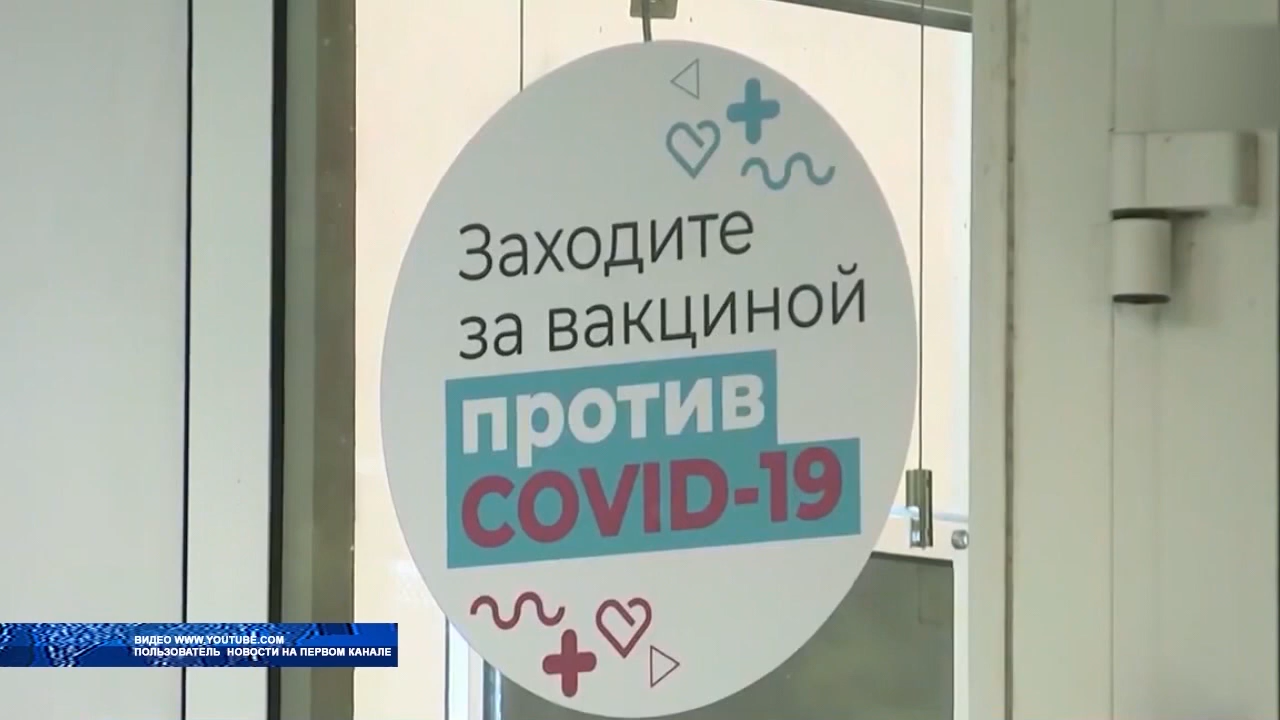 Заходите
за вакциной
против
COVID-19
ВИДЕО WWW.YOUTUBE.COM
ПОЛЬЗОВАТЕЛЬ НОВОСТИ НА ПЕРВОМ КАНАЛЕ